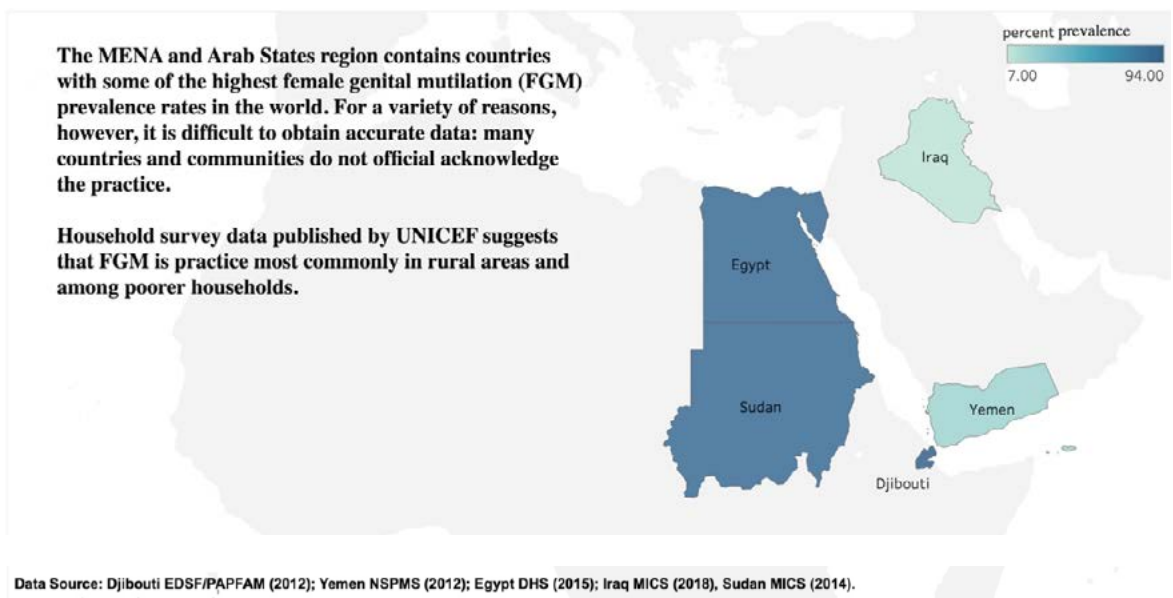 The MENA and Arab States region contains countries
with some of the highest female genital mutilation (FGM)
prevalence rates in the world. For a variety of reasons,
however, it is difficult to obtain accurate data: many
countries and communities do not official acknowledge
the practice.
Household survey data published by UNICEF suggests
that FGM is practice most commonly in rural areas and
among poorer households.
percent prevalence
7.00 94.00
Iraq
Egypt
Sudan
Yemen
Djibouti
Data Source: Djibouti EDSF/PAPFAM (2012); Yemen NSPMS (2012); Egypt DHS (2015); Iraq MICS (2018), Sudan MICS (2014).